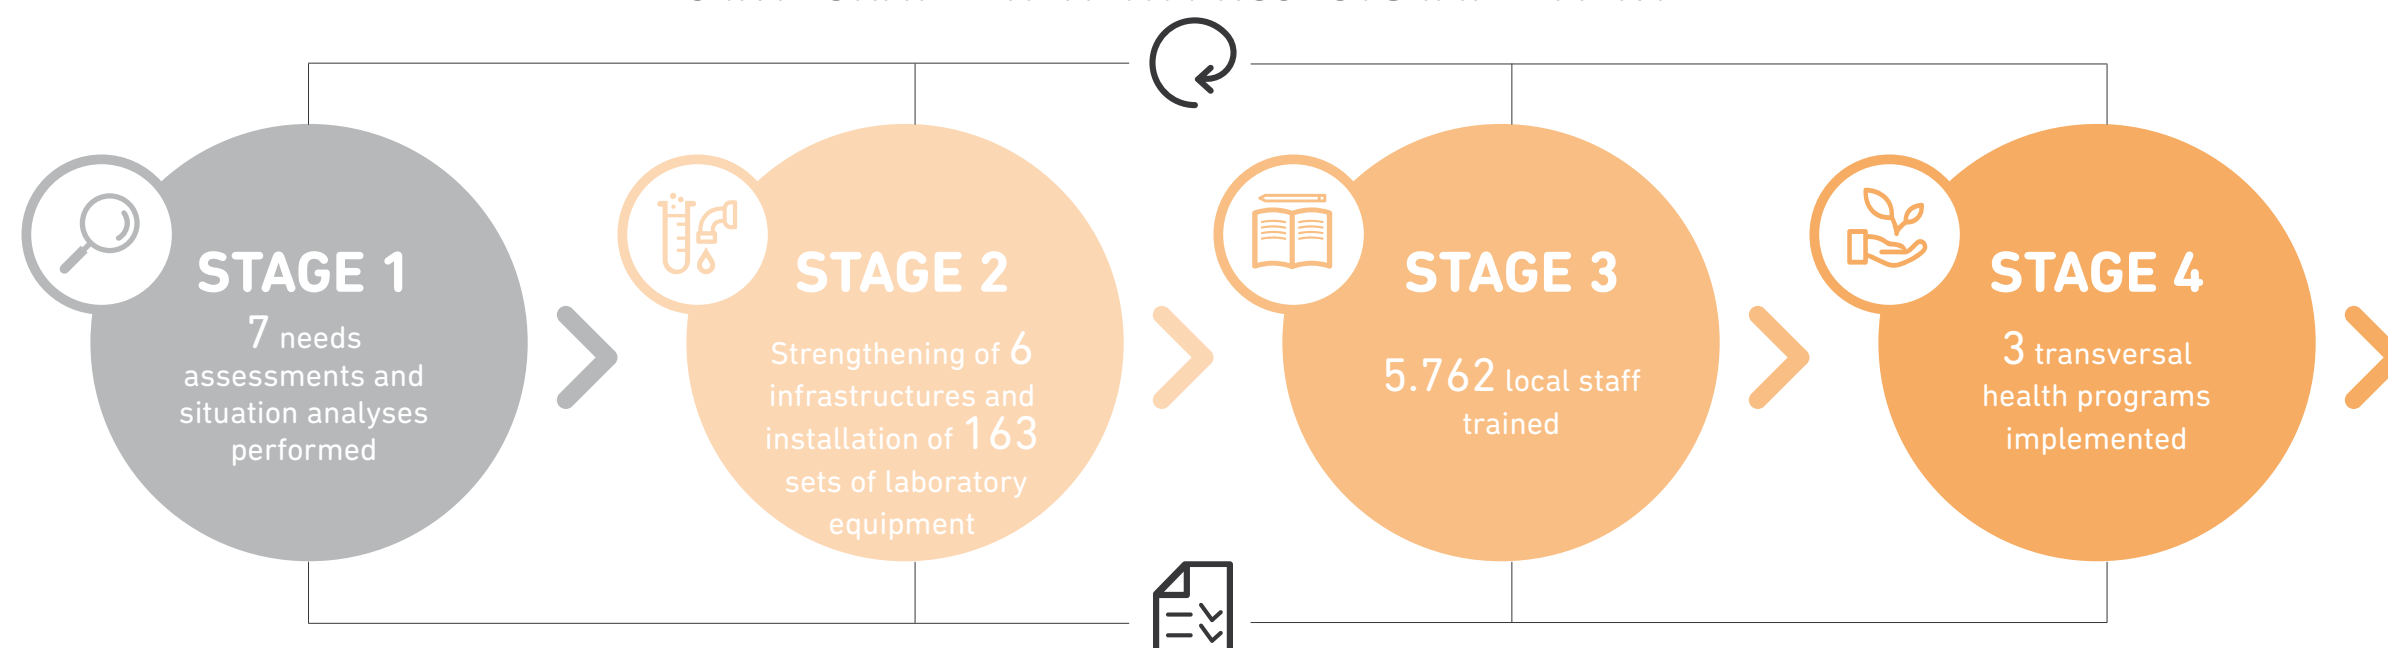 STAGE 1
7 needs
assessments and
situation analyses
performed
STAGE 2
Strengthening of 6
infrastructures and
installation of 163
sets of laboratory
equipment
STAGE 3
5.762 local staff
trained
STAGE 4
3 transversal
health programs
implemented